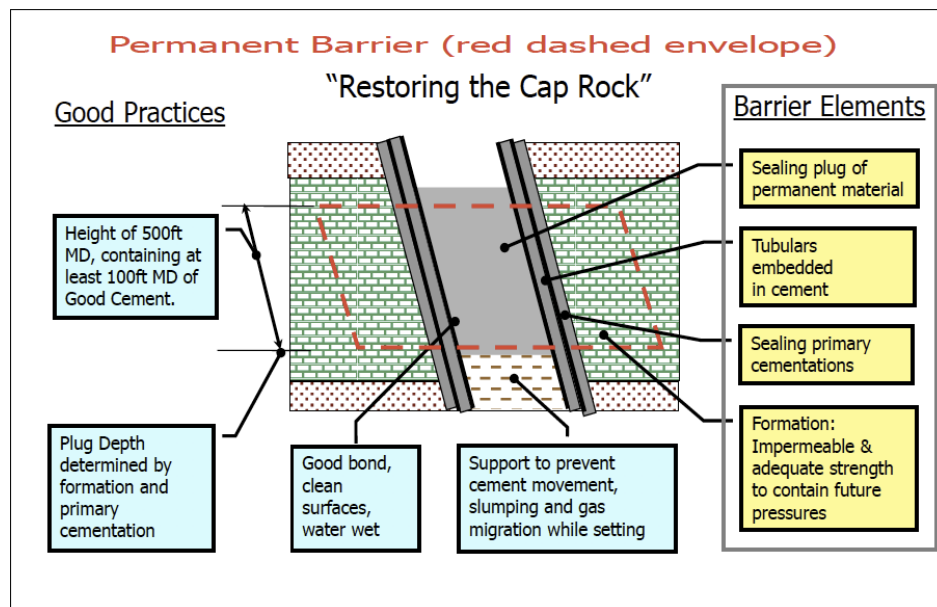 Permanent Barrier (red dashed envelope)
“Restoring the Cap Rock”
Good Practices
Height of 500ft
MD, containing at
least 100ft MD of
Good Cement.
Plug Depth
determined by
formation and
primary
cementation
Good bond,
clean
surfaces,
water wet
Support to prevent
cement movement,
slumping and gas
migration while setting
Barrier Elements
Sealing plug of
permanent material
Tubulars
embedded
in cement
Sealing primary
cementations
Formation:
Impermeable &
adequate strength
to contain future
pressures